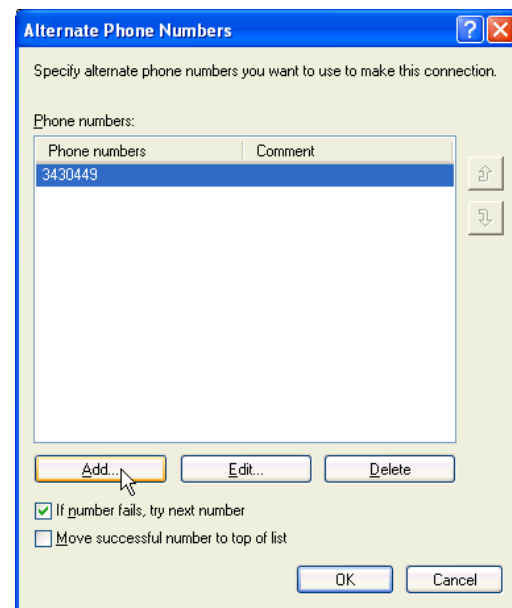 Alternate Phone Numbers
Specify alternate phone numbers you want to use to make this connection.
Phone numbers:
Phone numbers Comment
3430449
Add... Edit... Delete
If number fails, try next number
Move successful number to top of list
OK Cancel